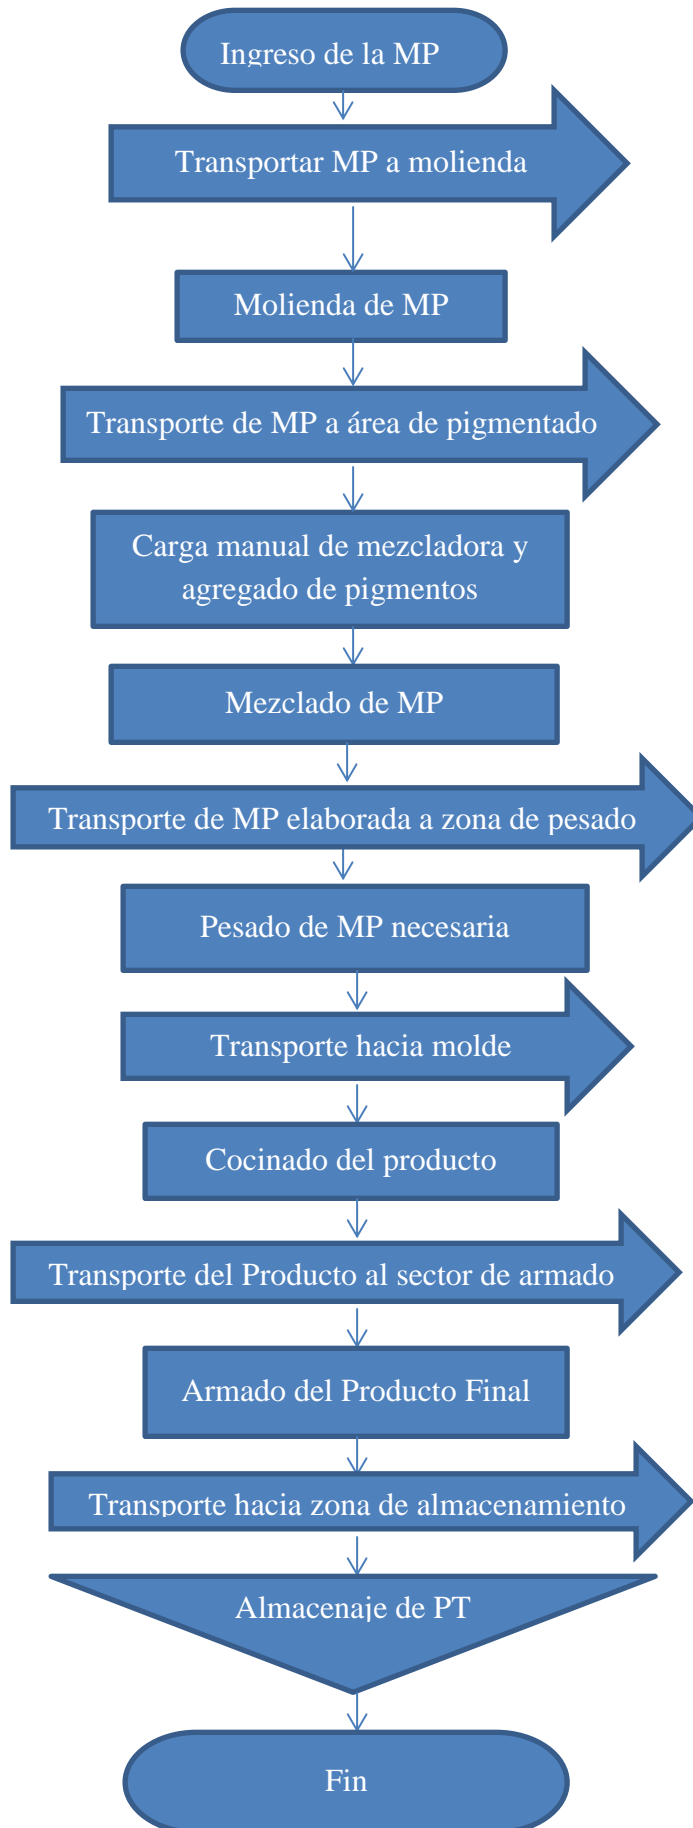 Ingreso de la MP
Transportar MP a molienda
Molienda de MP
Transporte de MP a área de pigmentado
Carga manual de mezcladora y
agregado de pigmentos
Mezclado de MP
Transporte de MP elaborada a zona de pesado
Pesado de MP necesaria
Transporte hacia molde
Cocinado del producto
Transporte del Producto al sector de armado
Armado del Producto Final
Transporte hacia zona de almacenamiento
Almacenaje de PT
Fin